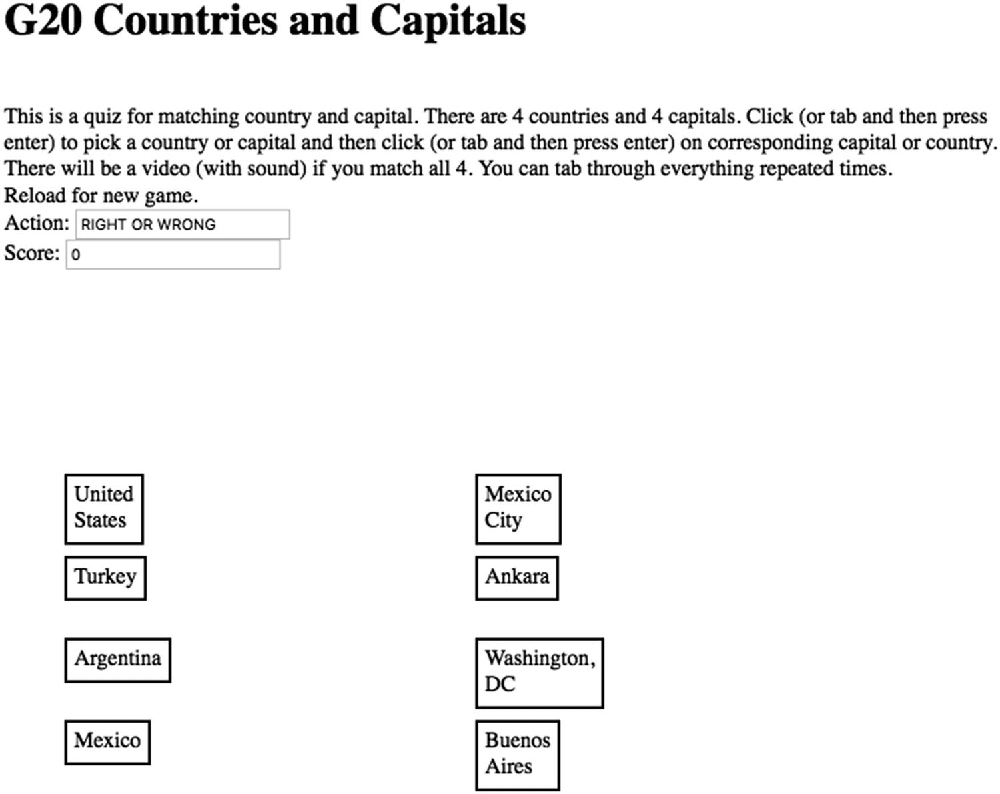 G20 Countries and Capitals
This is a quiz for matching country and capital. There are 4 countries and 4 capitals. Click (or tab and then press
enter) to pick a country or capital and then click (or tab and then press enter) on corresponding capital or country.
There will be a video (with sound) if you match all 4. You can tab through everything repeated times.
Reload for new game.
Action: RIGHT OR WRONG
Score: 0
United
States
Mexico
City
Turkey
Ankara
Argentina
Washington,
DC
Mexico
Buenos
Aires